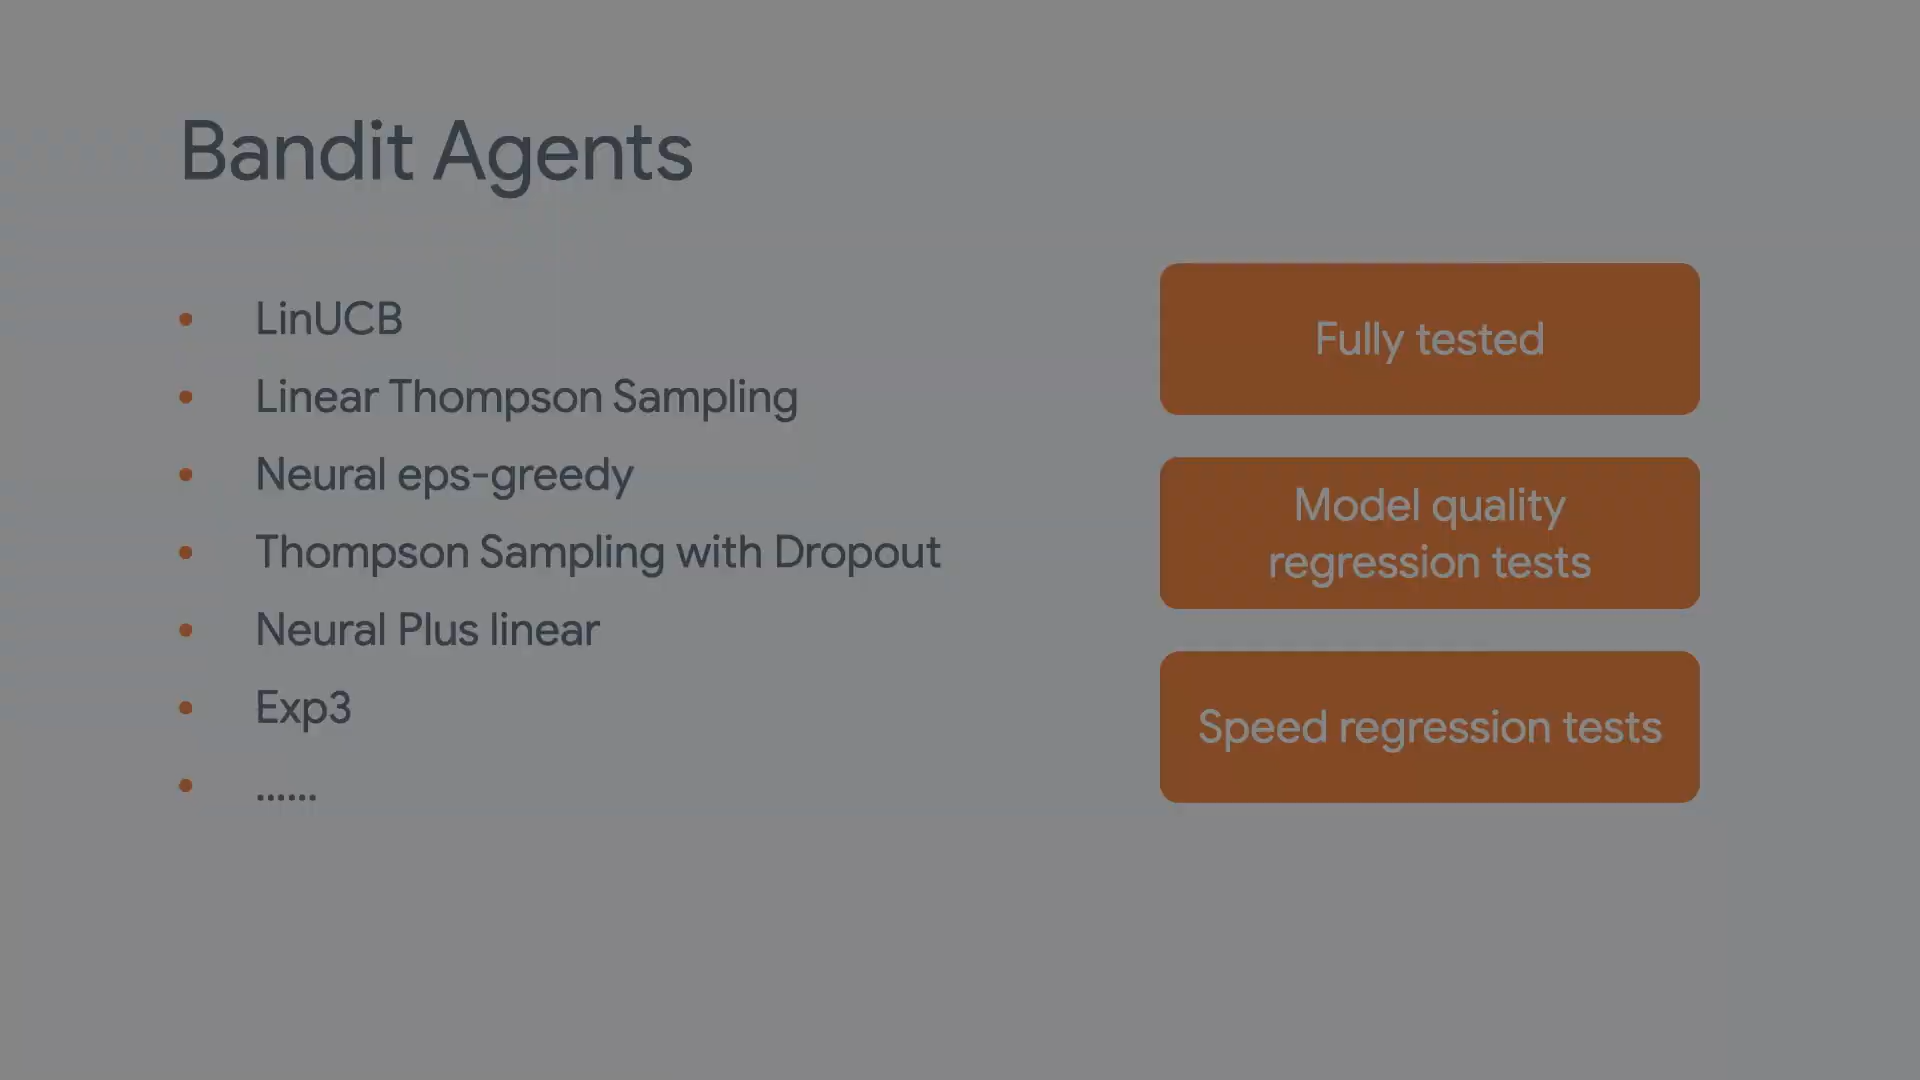 Bandit Agents
LinUCB
Linear Thompson Sampling
Neural eps-greedy
Thompson Sampling with Dropout
Neural Plus linear
Exp3
......
Fully tested
Model quality
regression tests
Speed regression tests